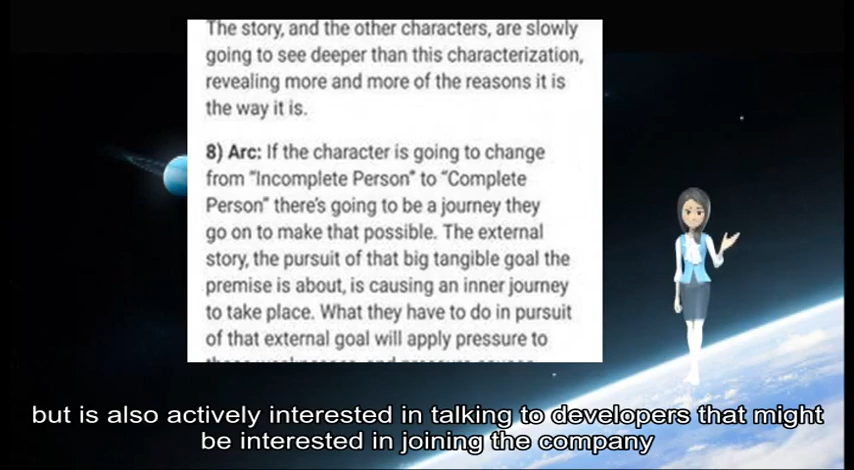 The story, and the other characters, are slowly
going to see deeper than this characterization,
revealing more and more of the reasons it is
the way it is.
8) Arc: If the character is going to change
from "Incomplete Person" to "Complete
Person" there's going to be a journey they
go on to make that possible. The external
story, the pursuit of that big tangible goal the
premise is about, is causing an inner journey
to take place. What they have to do in pursuit
of that external goal will apply pressure to
but is also actively interested in talking to developers that might
be interested in joining the company